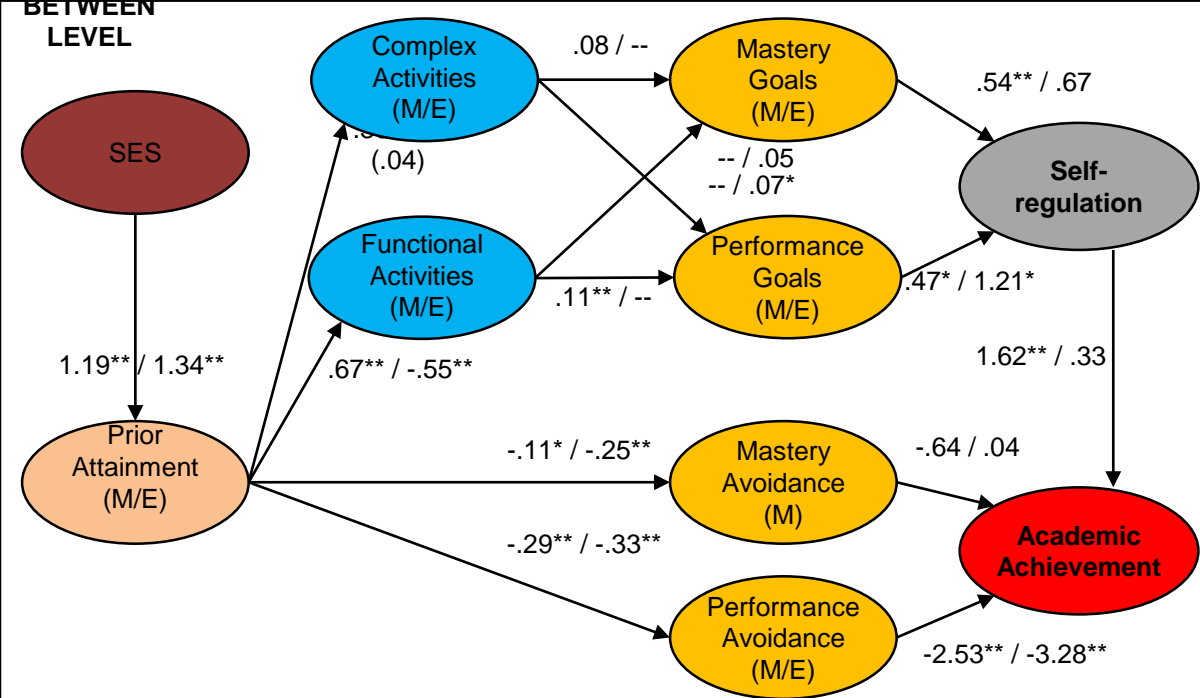 BETWEEN
LEVEL
Complex
Activities
(M/E)
.08 / --
Mastery
Goals
(M/E)
.54** / .67
SES
(.04)
-- / .05
-- / .07*
Self-
regulation
Functional
Activities
(M/E)
.11** / --
Performance
Goals
(M/E)
.47* / 1.21*
1.19** / 1.34**
.67** / -.55**
1.62** / .33
Prior
Attainment
(M/E)
-.11* / -.25**
Mastery
Avoidance
(M)
-.64 / .04
-.29** / -.33**
Academic
Achievement
Performance
Avoidance
(M/E)
-2.53** / -3.28**